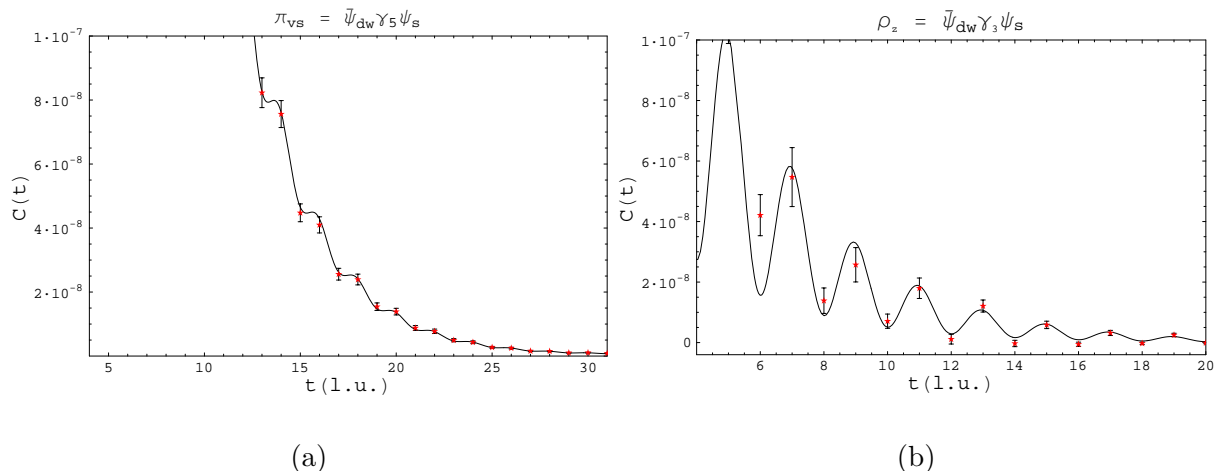 π_vs = ψ̄_dw γ_5 ψ_s
1·10^-7
8·10^-8
6·10^-8
4·10^-8
2·10^-8
C(t)
5 10 15 20 25 30
t(l.u.)
(a)
ρ_z = ψ̄_dw γ_3 ψ_s
1·10^-7
8·10^-8
6·10^-8
4·10^-8
2·10^-8
0
C(t)
6 8 10 12 14 16 18 20
t(l.u.)
(b)